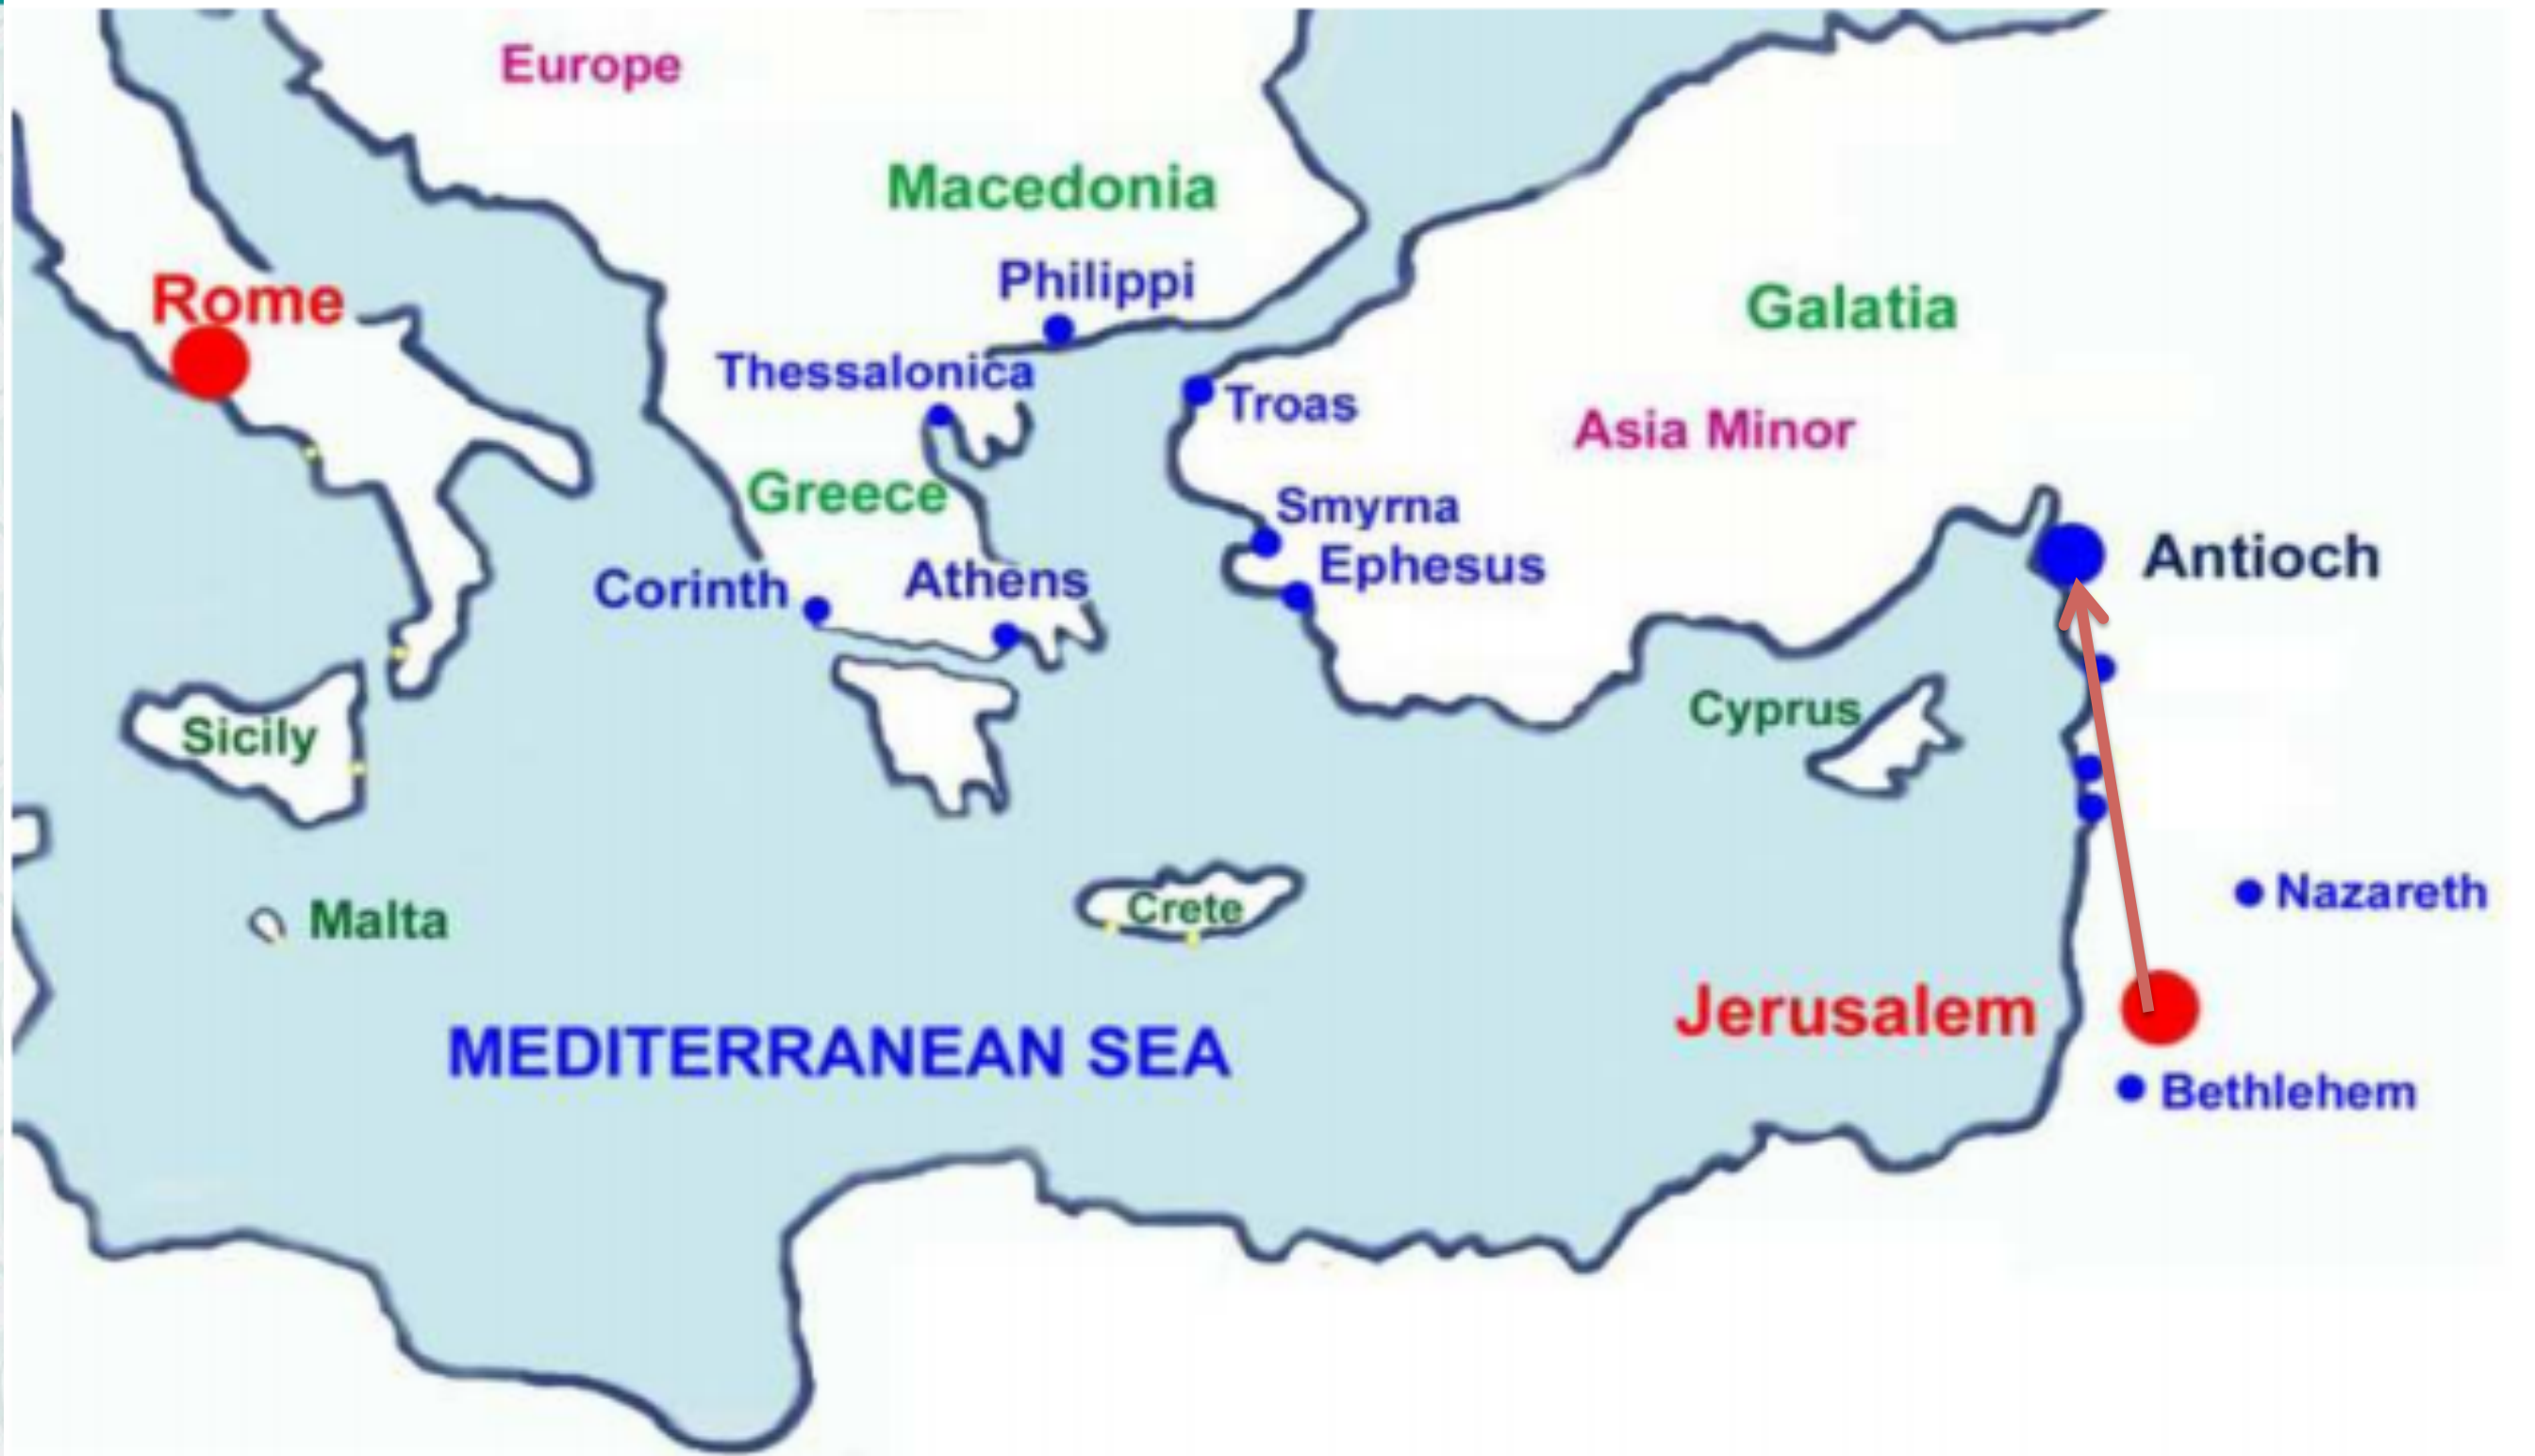 Europe
Macedonia
Philippi
Rome
Galatia
Thessalonica
Troas
Asia Minor
Greece
Smyrna
Antioch
Ephesus
Corinth
Athens
Cyprus
Sicily
Nazareth
Crete
Malta
Jerusalem
MEDITERRANEAN SEA
Bethlehem